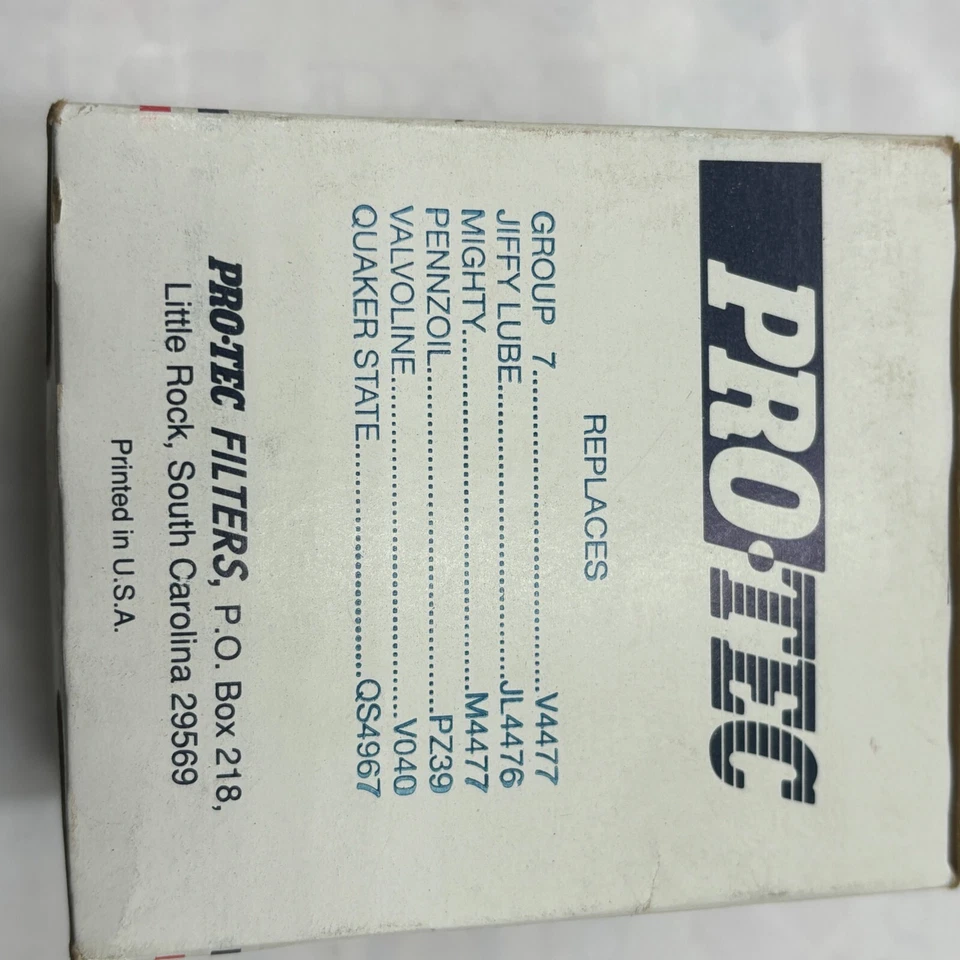 PRO•TEC
REPLACES
GROUP 7..............................V4477
JIFFY LUBE..............................JL4476
MIGHTY..............................M4477
PENNZOIL..............................PZ39
VALVOLINE..............................V040
QUAKER STATE..............................QS4967
PRO•TEC FILTERS, P.O. Box 218,
Little Rock, South Carolina 29569
Printed in U.S.A.